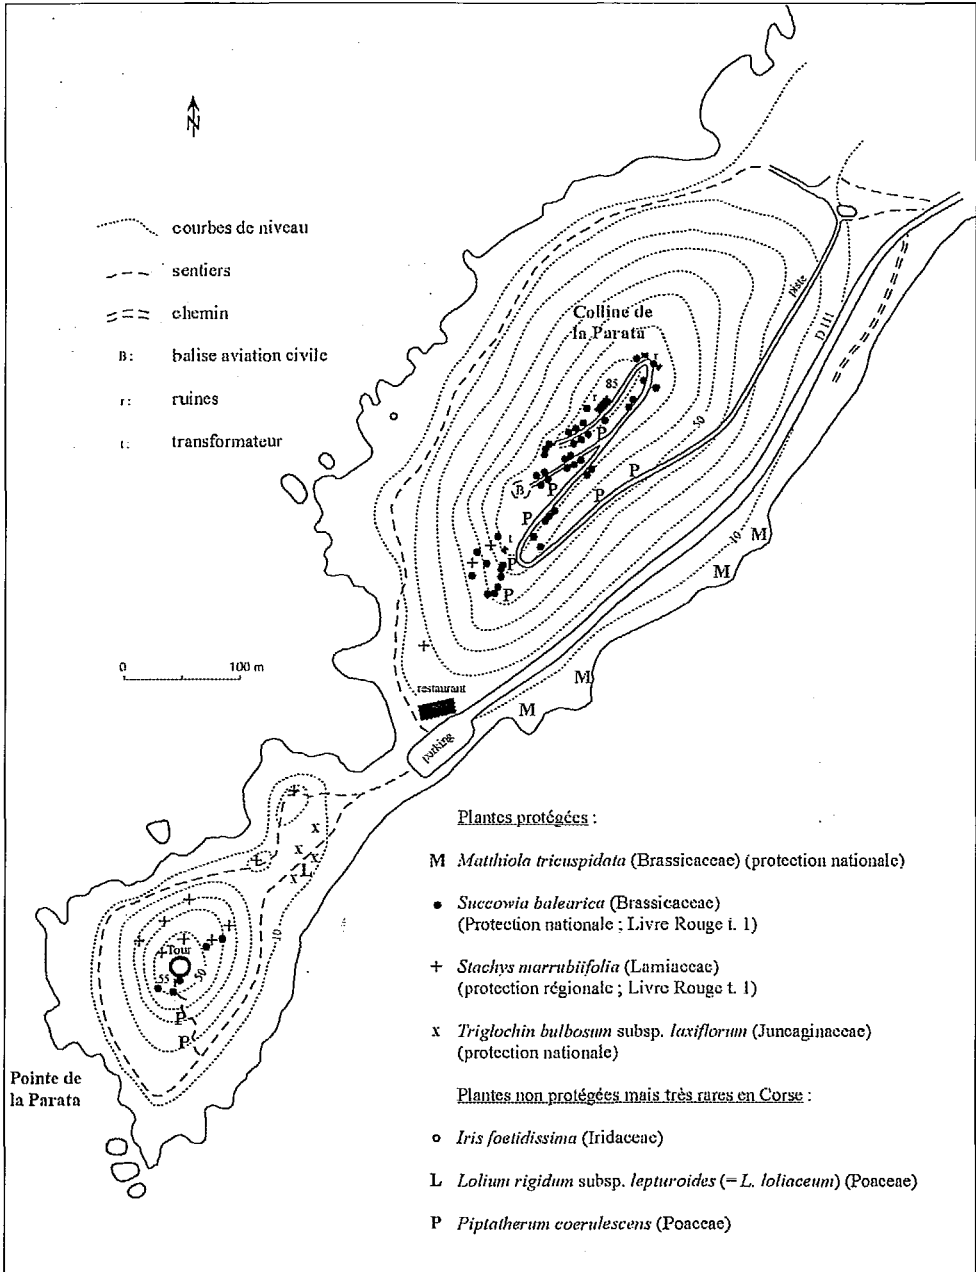 N
courbes de niveau
sentiers
chemin
B: balise aviation civile
r: ruines
t: transformateur
Colline de
la Parata
piste
D 111
85
r
r
50
P
P
P
B
P
P
t
P
P
10
M
M
M
M
0 100 m
restaurant
parking
x
x
x
x
L
L
10
Tour
55
50
P
P
Pointe de
la Parata
Plantes protégées :
M Matthiola tricuspidata (Brassicaceae) (protection nationale)
● Succowia balearica (Brassicaceae)
(Protection nationale ; Livre Rouge t. 1)
+ Stachys marrubiifolia (Lamiaceae)
(protection régionale ; Livre Rouge t. 1)
x Triglochin bulbosum subsp. laxiflorum (Juncaginaceae)
(protection nationale)
Plantes non protégées mais très rares en Corse :
o Iris foetidissima (Iridaceae)
L Lolium rigidum subsp. lepturoides (= L. loliaceum) (Poaceae)
P Piptatherum coerulescens (Poaceae)